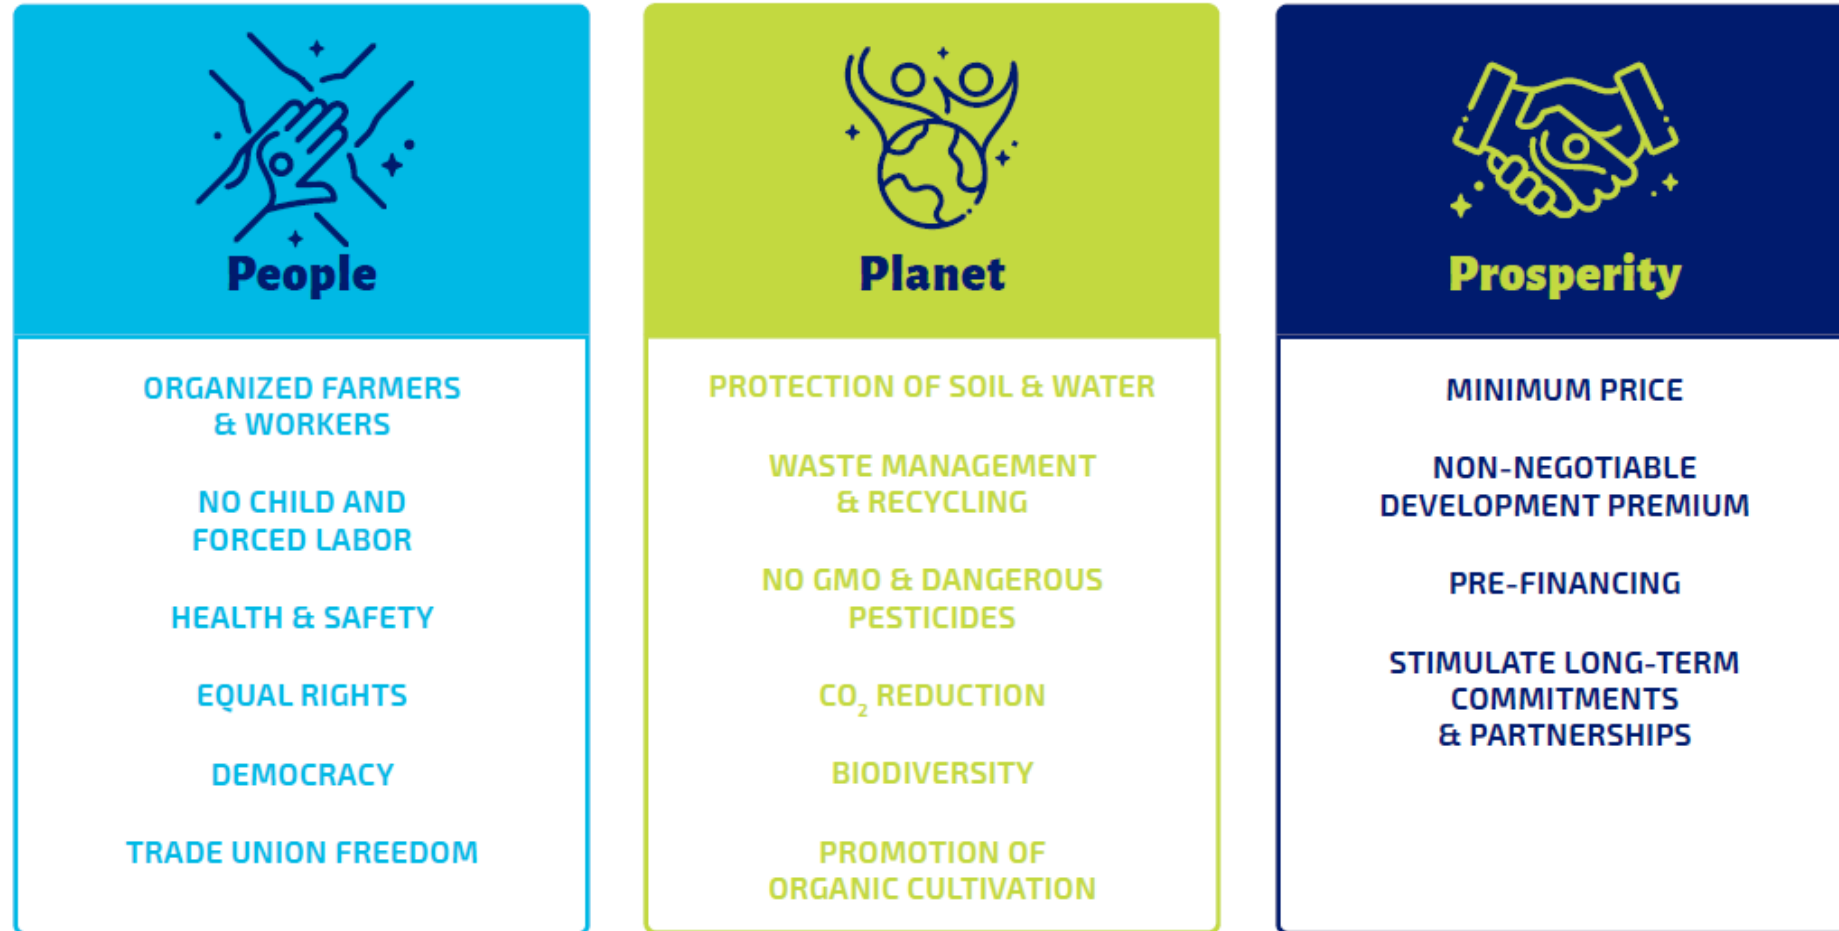 People
ORGANIZED FARMERS
& WORKERS
NO CHILD AND
FORCED LABOR
HEALTH & SAFETY
EQUAL RIGHTS
DEMOCRACY
TRADE UNION FREEDOM
Planet
PROTECTION OF SOIL & WATER
WASTE MANAGEMENT
& RECYCLING
NO GMO & DANGEROUS
PESTICIDES
CO₂ REDUCTION
BIODIVERSITY
PROMOTION OF
ORGANIC CULTIVATION
Prosperity
MINIMUM PRICE
NON-NEGOTIABLE
DEVELOPMENT PREMIUM
PRE-FINANCING
STIMULATE LONG-TERM
COMMITMENTS
& PARTNERSHIPS